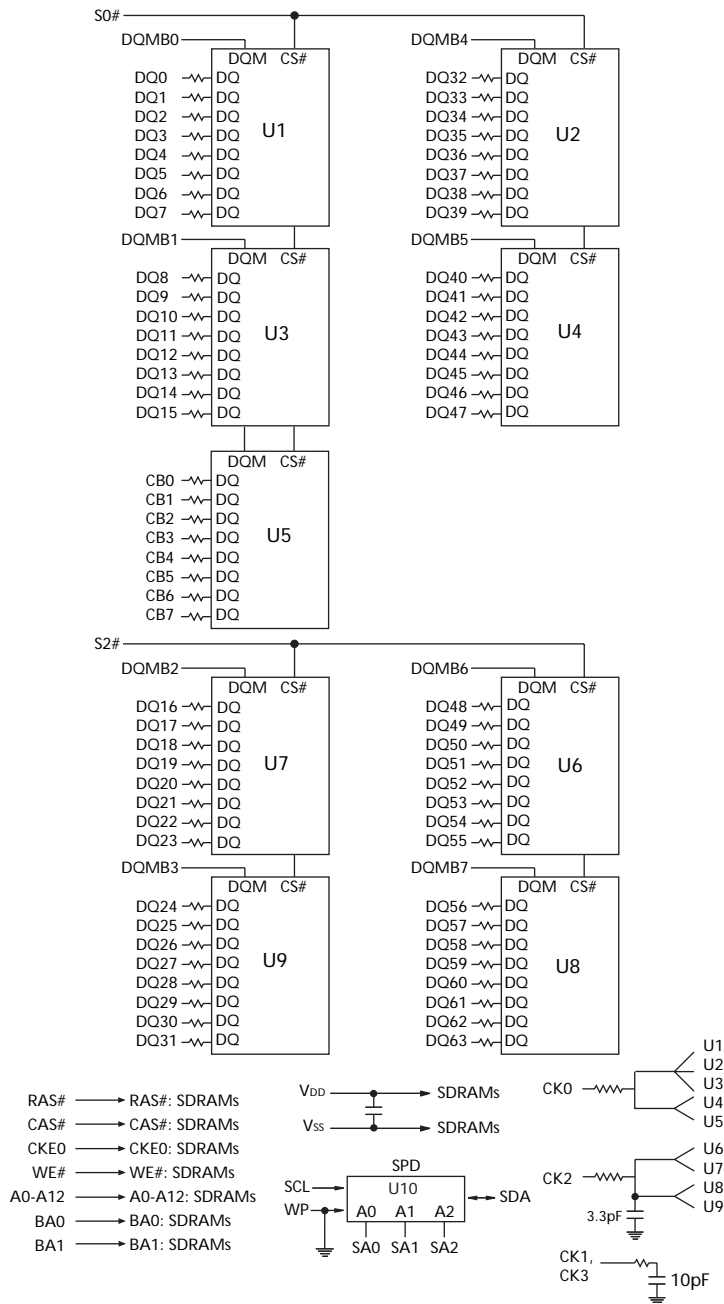 S0#
DQMB0
DQMB4
DQM CS#
DQM CS#
DQ0 DQ
DQ1 DQ
DQ2 DQ
DQ3 DQ
DQ4 DQ
DQ5 DQ
DQ6 DQ
DQ7 DQ
U1
DQ32 DQ
DQ33 DQ
DQ34 DQ
DQ35 DQ
DQ36 DQ
DQ37 DQ
DQ38 DQ
DQ39 DQ
U2
DQMB1
DQMB5
DQM CS#
DQM CS#
DQ8 DQ
DQ9 DQ
DQ10 DQ
DQ11 DQ
DQ12 DQ
DQ13 DQ
DQ14 DQ
DQ15 DQ
U3
DQ40 DQ
DQ41 DQ
DQ42 DQ
DQ43 DQ
DQ44 DQ
DQ45 DQ
DQ46 DQ
DQ47 DQ
U4
DQM CS#
CB0 DQ
CB1 DQ
CB2 DQ
CB3 DQ
CB4 DQ
CB5 DQ
CB6 DQ
CB7 DQ
U5
S2#
DQMB2
DQMB6
DQM CS#
DQM CS#
DQ16 DQ
DQ17 DQ
DQ18 DQ
DQ19 DQ
DQ20 DQ
DQ21 DQ
DQ22 DQ
DQ23 DQ
U7
DQ48 DQ
DQ49 DQ
DQ50 DQ
DQ51 DQ
DQ52 DQ
DQ53 DQ
DQ54 DQ
DQ55 DQ
U6
DQMB3
DQMB7
DQM CS#
DQM CS#
DQ24 DQ
DQ25 DQ
DQ26 DQ
DQ27 DQ
DQ28 DQ
DQ29 DQ
DQ30 DQ
DQ31 DQ
U9
DQ56 DQ
DQ57 DQ
DQ58 DQ
DQ59 DQ
DQ60 DQ
DQ61 DQ
DQ62 DQ
DQ63 DQ
U8
RAS# RAS#: SDRAMs
CAS# CAS#: SDRAMs
CKE0 CKE0: SDRAMs
WE# WE#: SDRAMs
A0-A12 A0-A12: SDRAMs
BA0 BA0: SDRAMs
BA1 BA1: SDRAMs
VDD SDRAMs
VSS SDRAMs
SPD
SCL U10 SDA
WP A0 A1 A2
SA0 SA1 SA2
CK0
U1
U2
U3
U4
U5
CK2
U6
U7
U8
U9
3.3pF
CK1,
CK3
10pF